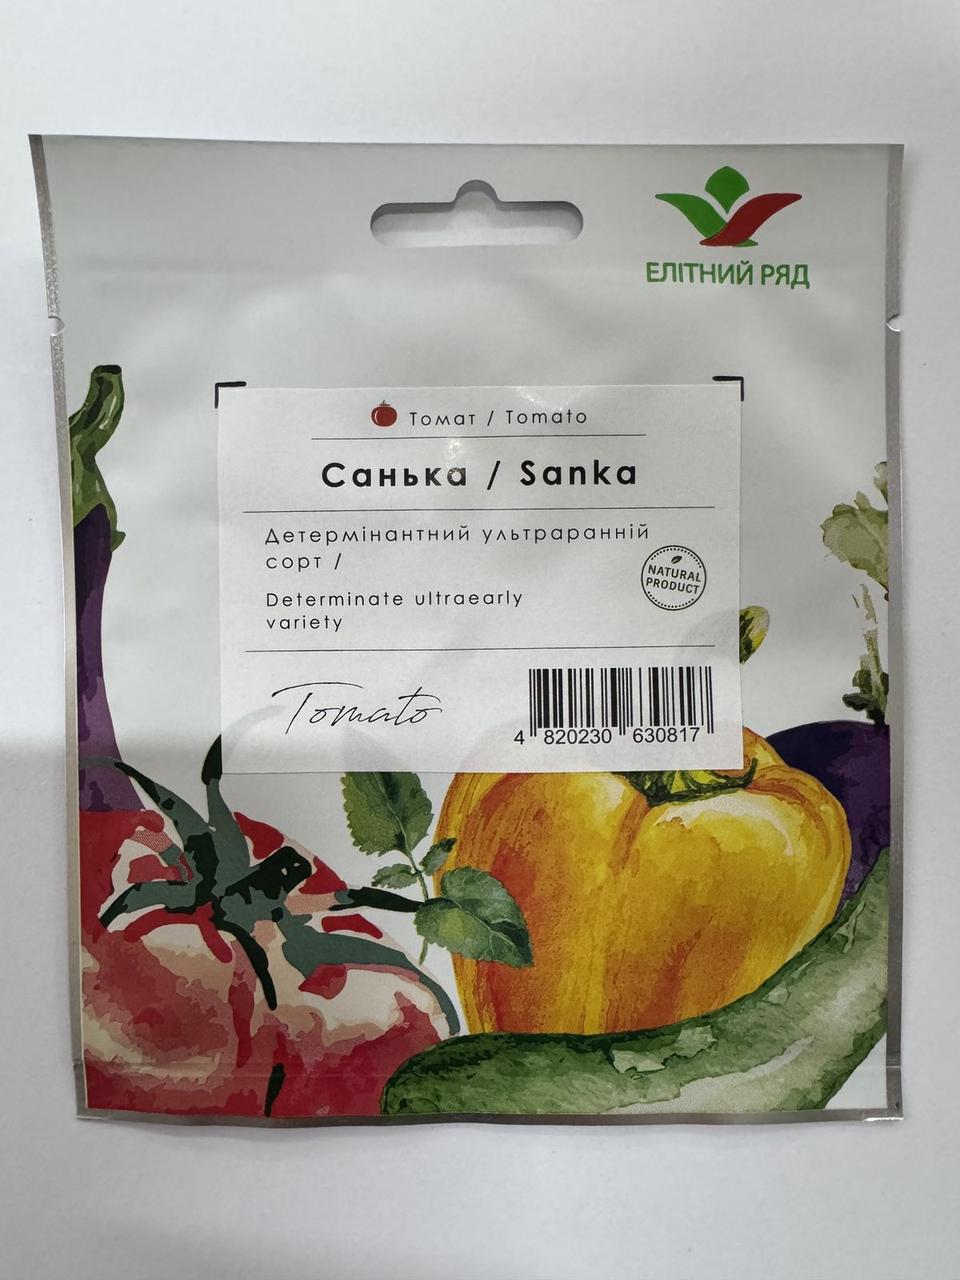 ЕЛІТНИЙ РЯД
Томат / Tomato
Санька / Sanka
Детермінантний ультраранній
сорт /
Determinate ultraearly
variety
NATURAL
PRODUCT
Tomato
4 820230 630817